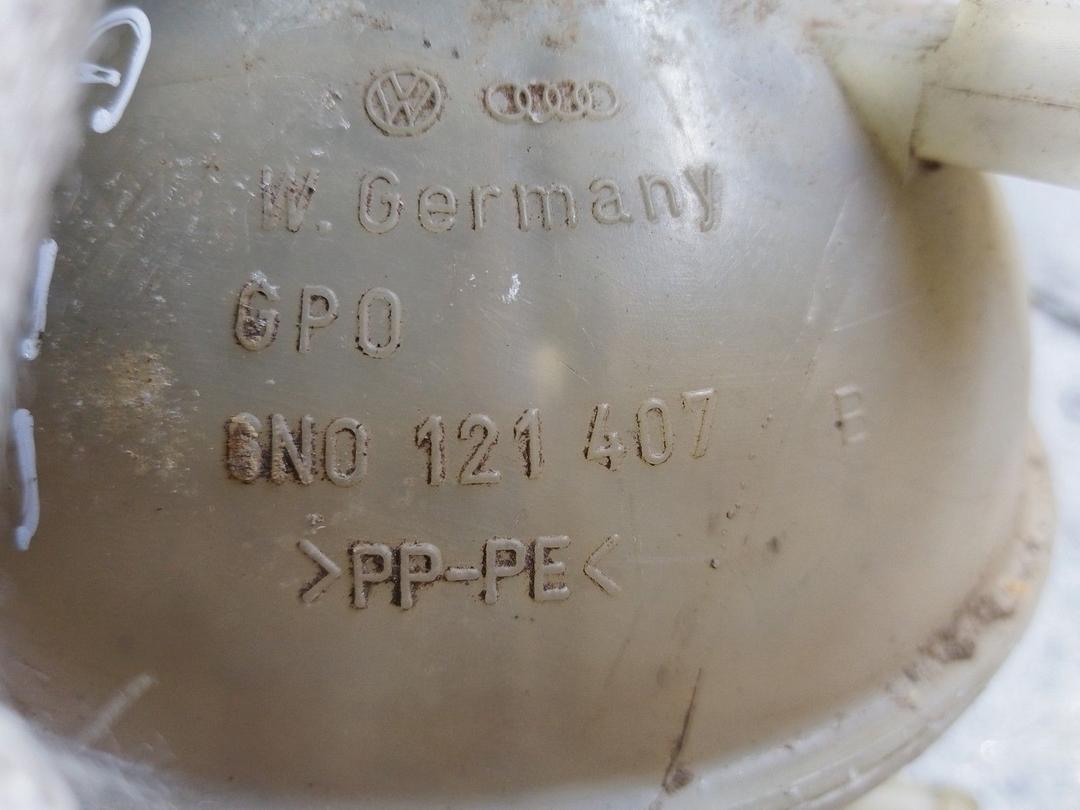 W. Germany
GPO
6N0 121 407 B
>PP-PE<